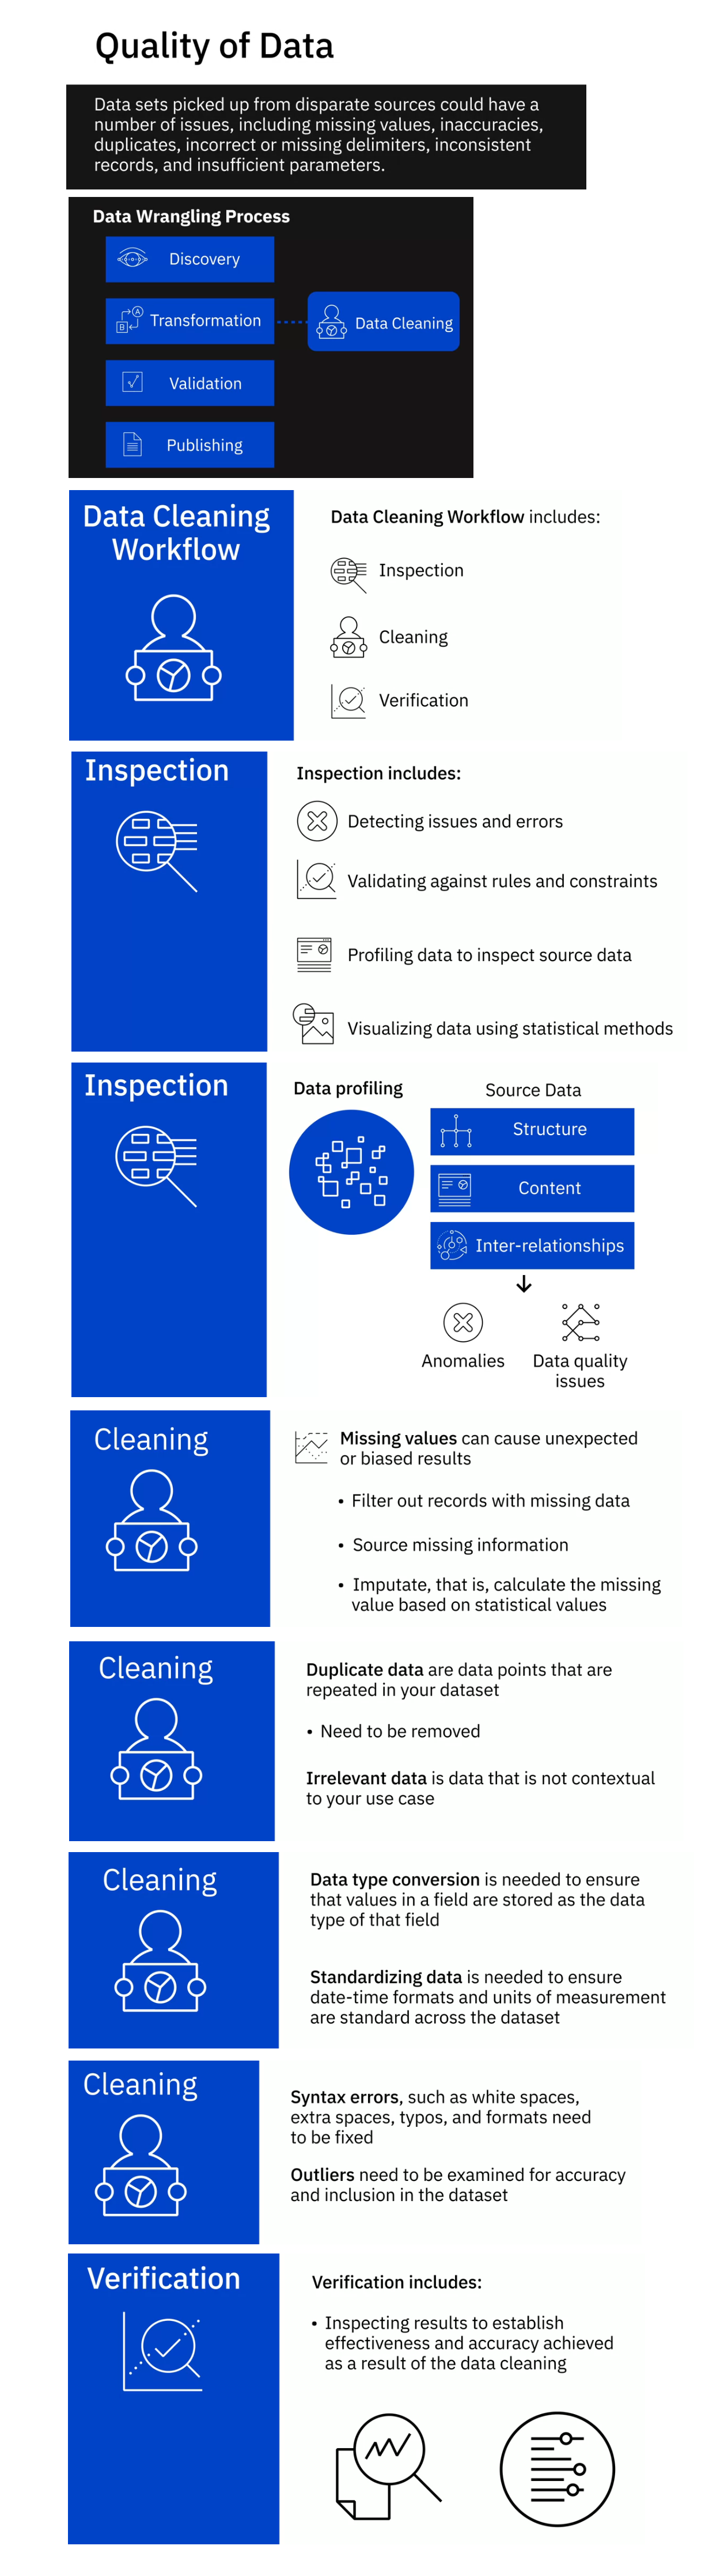 Quality of Data
Data sets picked up from disparate sources could have a
number of issues, including missing values, inaccuracies,
duplicates, incorrect or missing delimiters, inconsistent
records, and insufficient parameters.
Data Wrangling Process
Discovery
Transformation
Data Cleaning
Validation
Publishing
Data Cleaning
Workflow
Data Cleaning Workflow includes:
Inspection
Cleaning
Verification
Inspection
Inspection includes:
Detecting issues and errors
Validating against rules and constraints
Profiling data to inspect source data
Visualizing data using statistical methods
Inspection
Data profiling
Source Data
Structure
Content
Inter-relationships
Anomalies
Data quality
issues
Cleaning
Missing values can cause unexpected
or biased results
• Filter out records with missing data
• Source missing information
• Imputate, that is, calculate the missing
value based on statistical values
Cleaning
Duplicate data are data points that are
repeated in your dataset
• Need to be removed
Irrelevant data is data that is not contextual
to your use case
Cleaning
Data type conversion is needed to ensure
that values in a field are stored as the data
type of that field
Standardizing data is needed to ensure
date-time formats and units of measurement
are standard across the dataset
Cleaning
Syntax errors, such as white spaces,
extra spaces, typos, and formats need
to be fixed
Outliers need to be examined for accuracy
and inclusion in the dataset
Verification
Verification includes:
• Inspecting results to establish
effectiveness and accuracy achieved
as a result of the data cleaning